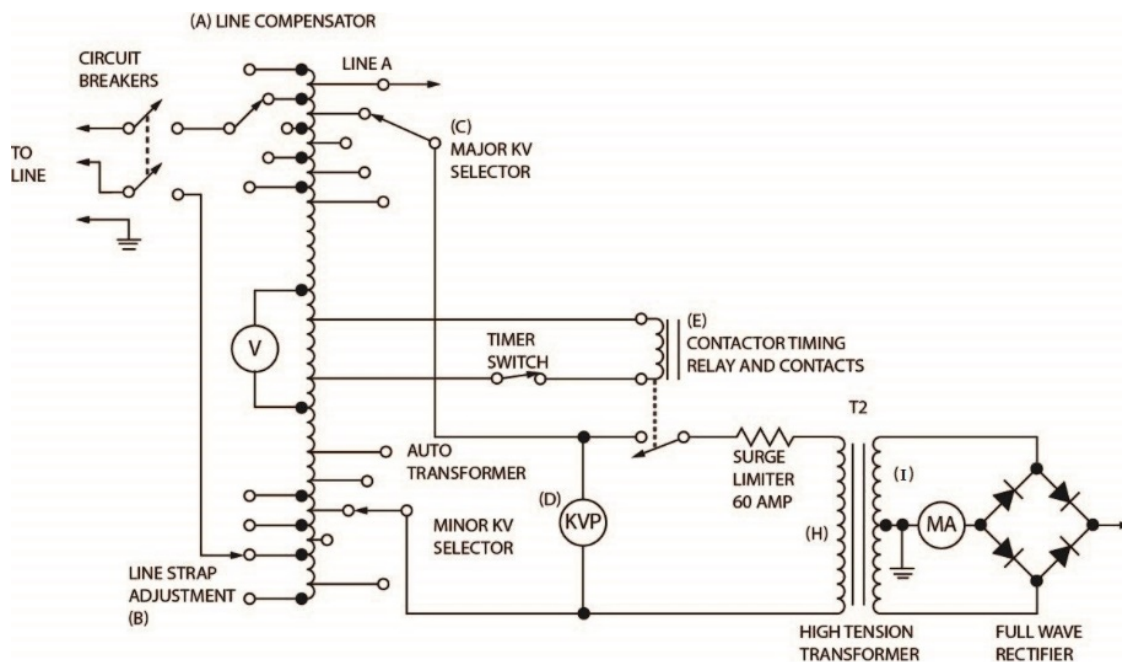 (A) LINE COMPENSATOR
CIRCUIT
BREAKERS
LINE A
(C)
MAJOR KV
SELECTOR
TO
LINE
V
TIMER
SWITCH
(E)
CONTACTOR TIMING
RELAY AND CONTACTS
T2
AUTO
TRANSFORMER
SURGE
LIMITER
60 AMP
(I)
(D)
KVP
(H)
MA
MINOR KV
SELECTOR
LINE STRAP
ADJUSTMENT
(B)
HIGH TENSION
TRANSFORMER
FULL WAVE
RECTIFIER